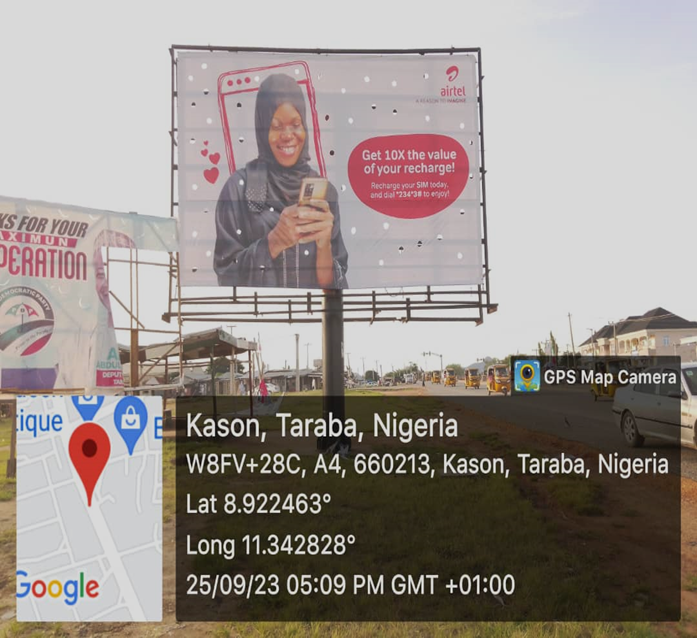 airtel
A REASON TO IMAGINE
Get 10X the value
of your recharge!
Recharge your SIM today,
and dial *234*3# to enjoy!
KS FOR YOUR
AXIMUN
PERATION
DEPUT
GPS Map Camera
tique
Google
Kason, Taraba, Nigeria
W8FV+28C, A4, 660213, Kason, Taraba, Nigeria
Lat 8.922463°
Long 11.342828°
25/09/23 05:09 PM GMT +01:00